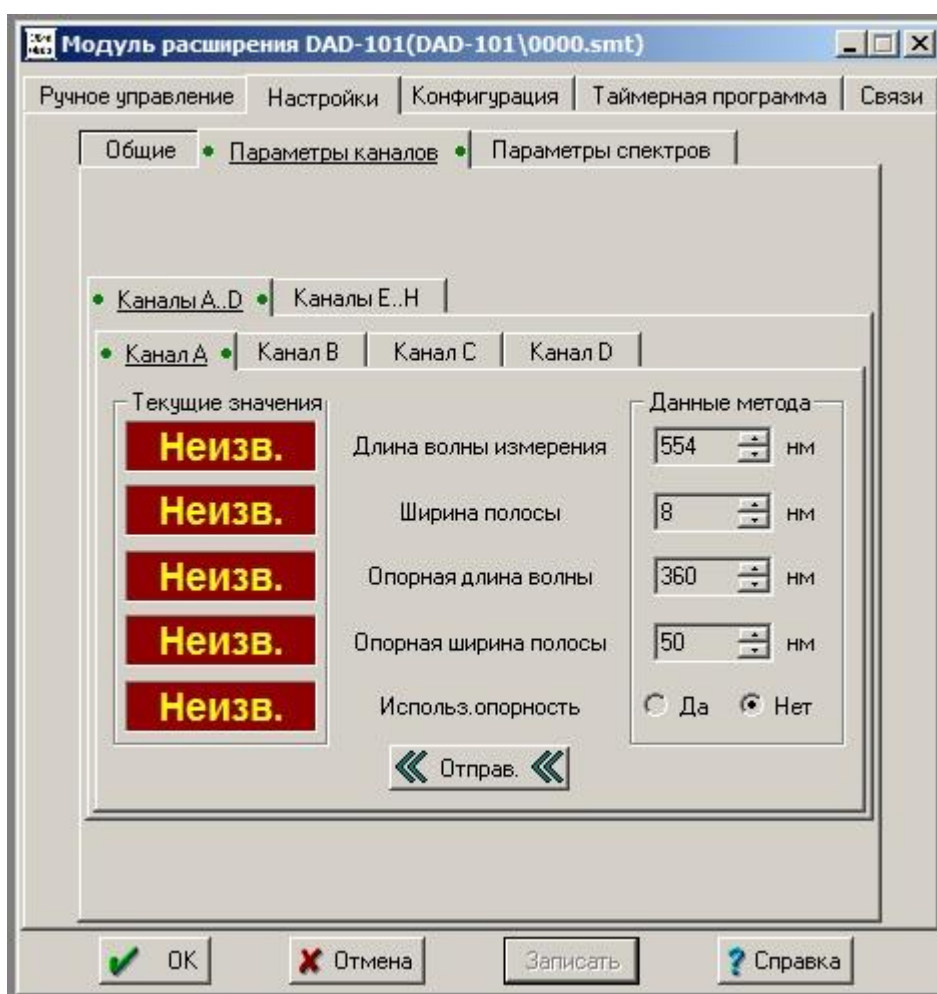 Модуль расширения DAD-101(DAD-101\0000.smt)
Ручное управление Настройки Конфигурация Таймерная программа Связи
Общие Параметры каналов Параметры спектров
Каналы A..D Каналы E..H
Канал A Канал B Канал C Канал D
Текущие значения Данные метода
Неизв. Длина волны измерения 554 нм
Неизв. Ширина полосы 8 нм
Неизв. Опорная длина волны 360 нм
Неизв. Опорная ширина полосы 50 нм
Неизв. Использ.опорность Да Нет
Отправ.
OK Отмена Записать ? Справка